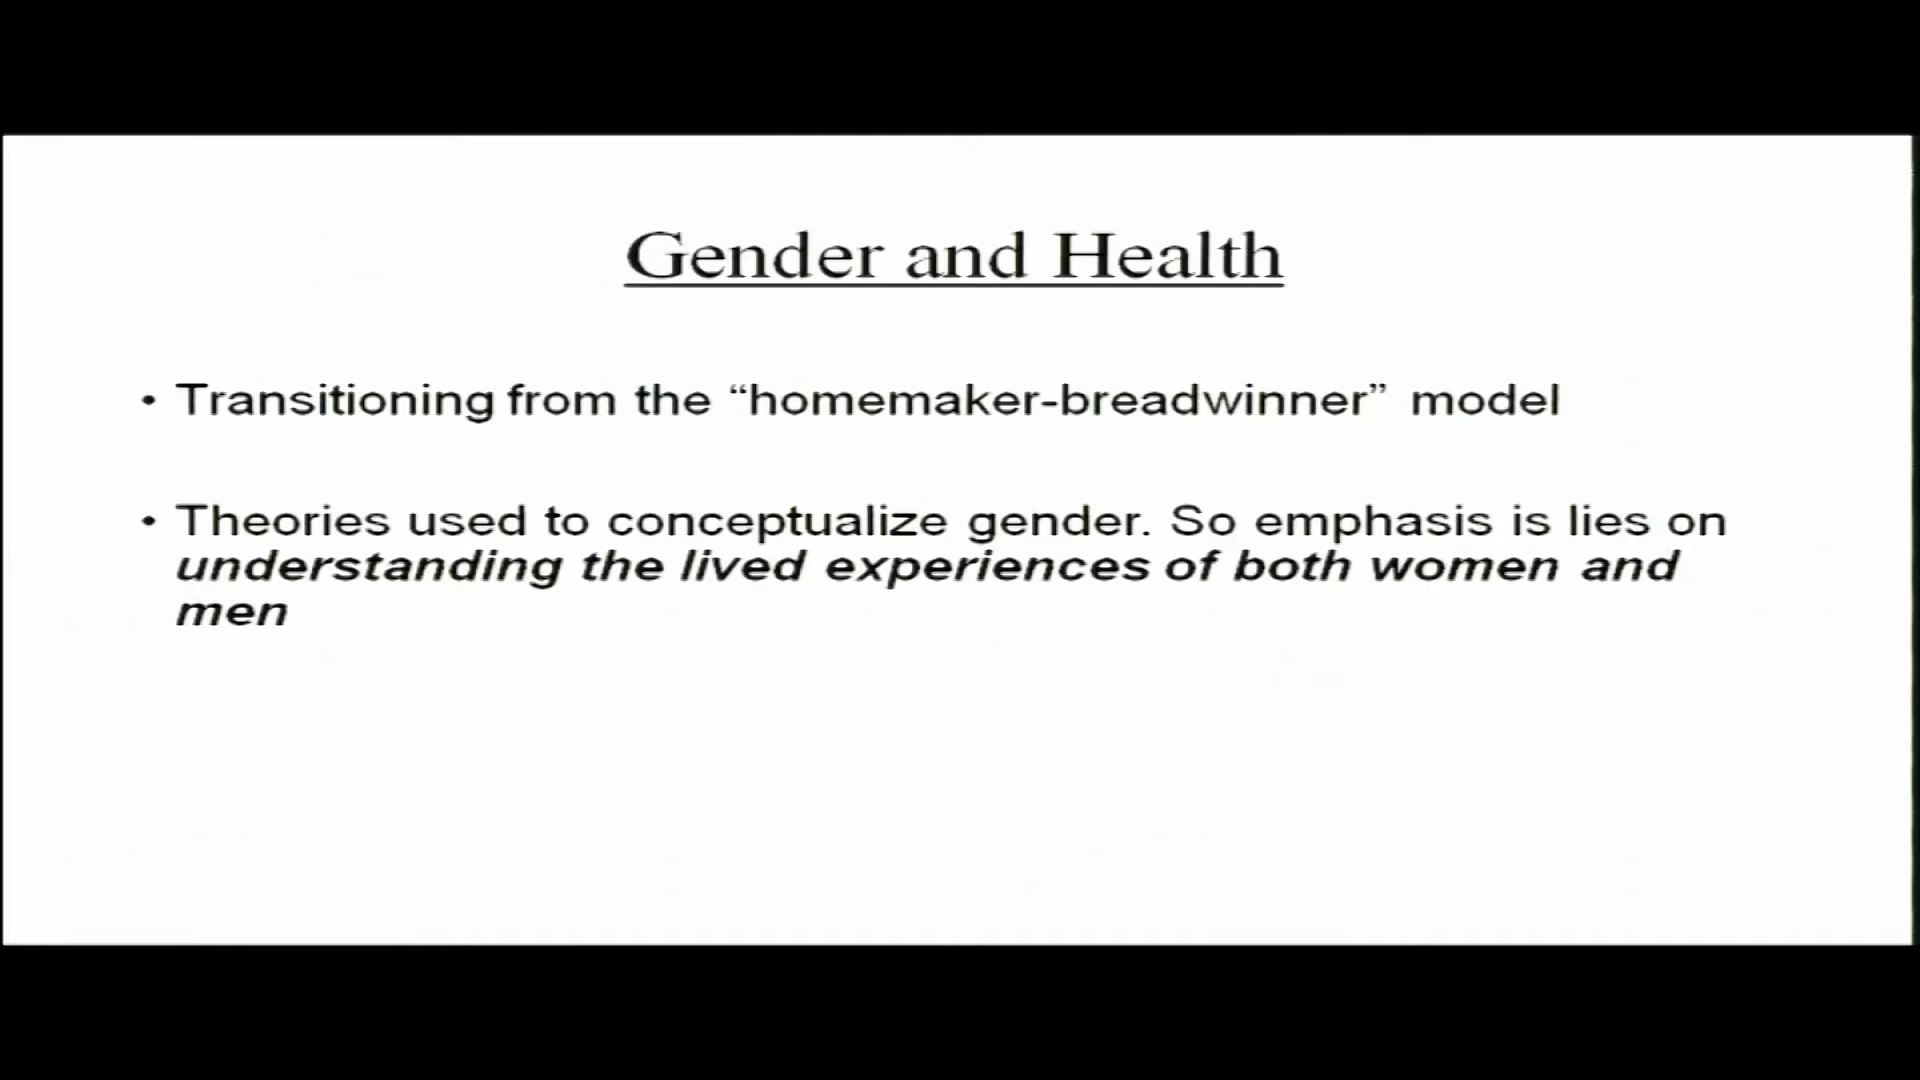 Gender and Health
• Transitioning from the “homemaker-breadwinner” model
• Theories used to conceptualize gender. So emphasis is lies on
understanding the lived experiences of both women and
men